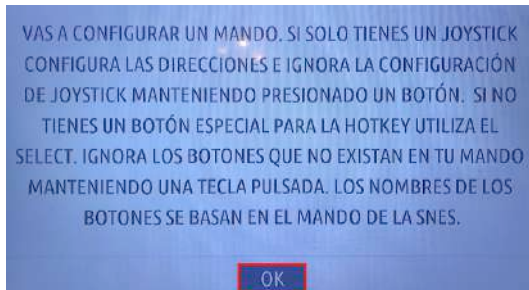 VAS A CONFIGURAR UN MANDO. SI SOLO TIENES UN JOYSTICK
CONFIGURA LAS DIRECCIONES E IGNORA LA CONFIGURACIÓN
DE JOYSTICK MANTENIENDO PRESIONADO UN BOTÓN. SI NO
TIENES UN BOTÓN ESPECIAL PARA LA HOTKEY UTILIZA EL
SELECT. IGNORA LOS BOTONES QUE NO EXISTAN EN TU MANDO
MANTENIENDO UNA TECLA PULSADA. LOS NOMBRES DE LOS
BOTONES SE BASAN EN EL MANDO DE LA SNES.
OK